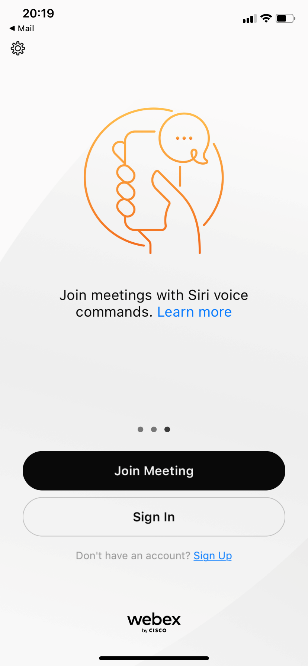 20:19
◀ Mail
Join meetings with Siri voice
commands. Learn more
Join Meeting
Sign In
Don't have an account? Sign Up
webex
by CISCO